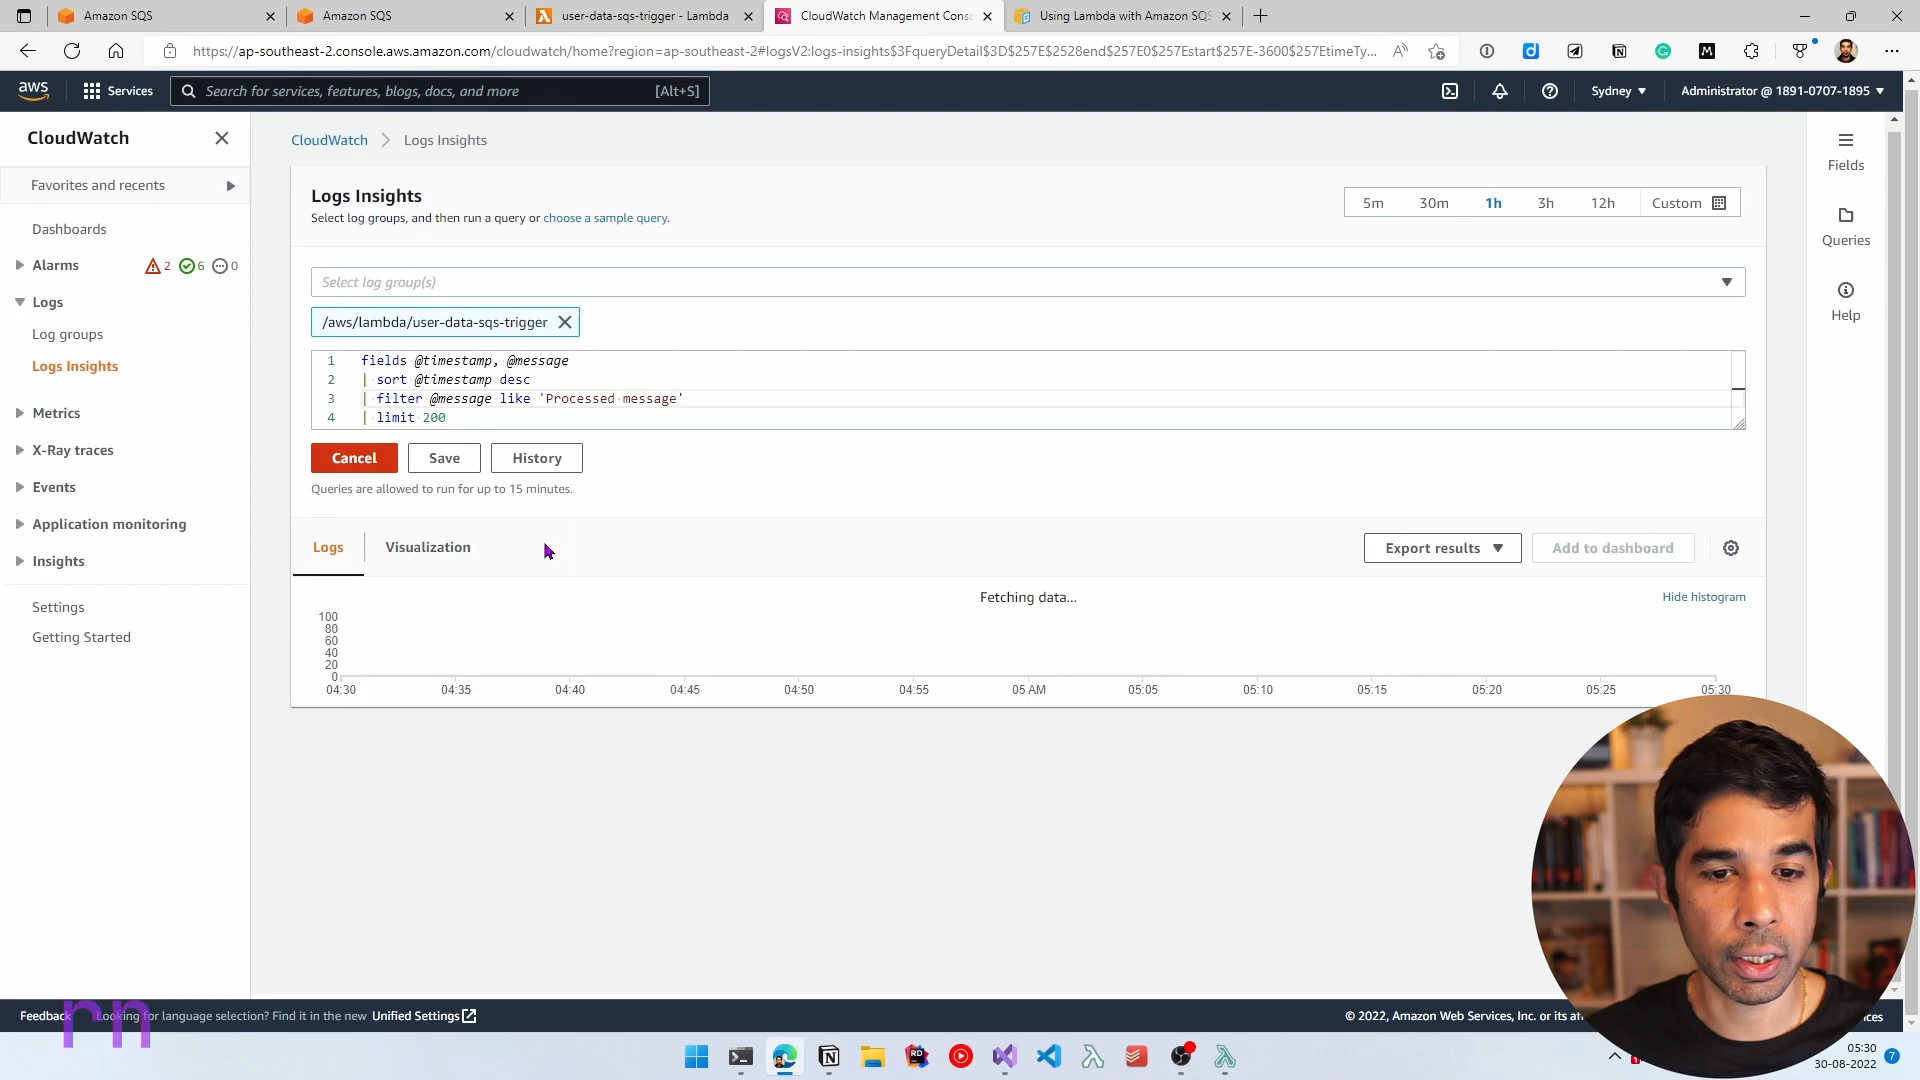 Amazon SQS
Amazon SQS
user-data-sqs-trigger - Lambda
CloudWatch Management Cons
Using Lambda with Amazon SQS
https://ap-southeast-2.console.aws.amazon.com/cloudwatch/home?region=ap-southeast-2#logsV2:logs-insights$3FqueryDetail$3D$257E$2528end$257E0$257Estart$257E-3600$257EtimeTy...
aws
Services
Search for services, features, blogs, docs, and more
[Alt+S]
Sydney
Administrator @ 1891-0707-1895
CloudWatch
Favorites and recents
Dashboards
Alarms
2
6
0
Logs
Log groups
Logs Insights
Metrics
X-Ray traces
Events
Application monitoring
Insights
Settings
Getting Started
CloudWatch
Logs Insights
Logs Insights
Select log groups, and then run a query or choose a sample query.
5m
30m
1h
3h
12h
Custom
Select log group(s)
/aws/lambda/user-data-sqs-trigger
1 fields @timestamp, @message
2 | sort @timestamp desc
3 | filter @message like 'Processed message'
4 | limit 200
Cancel
Save
History
Queries are allowed to run for up to 15 minutes.
Logs
Visualization
Export results
Add to dashboard
Fetching data...
Hide histogram
100
80
60
40
20
0
04:30
04:35
04:40
04:45
04:50
04:55
05 AM
05:05
05:10
05:15
05:20
05:25
05:30
Fields
Queries
Help
Feedback
Looking for language selection? Find it in the new Unified Settings
© 2022, Amazon Web Services, Inc. or its aff
ces
rn
05:30
30-08-2022
7